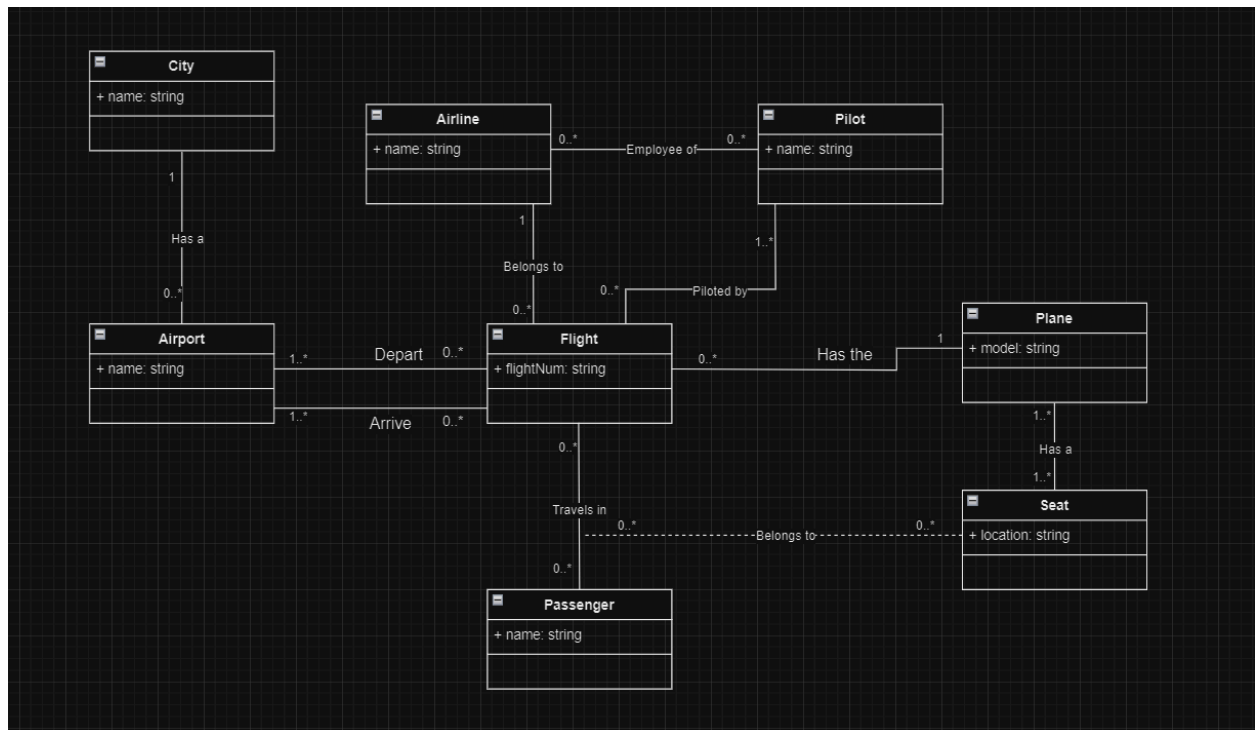 City
+ name: string
1
Has a
0..*
Airline
+ name: string
0..*
Employee of
0..*
Pilot
+ name: string
1
Belongs to
0..*
1..*
Piloted by
0..*
Airport
+ name: string
1..*
Depart
0..*
1..*
Arrive
0..*
Flight
+ flightNum: string
0..*
Has the
1
Plane
+ model: string
1..*
Has a
1..*
Seat
+ location: string
0..*
Travels in
0..*
0..*
Belongs to
0..*
Passenger
+ name: string